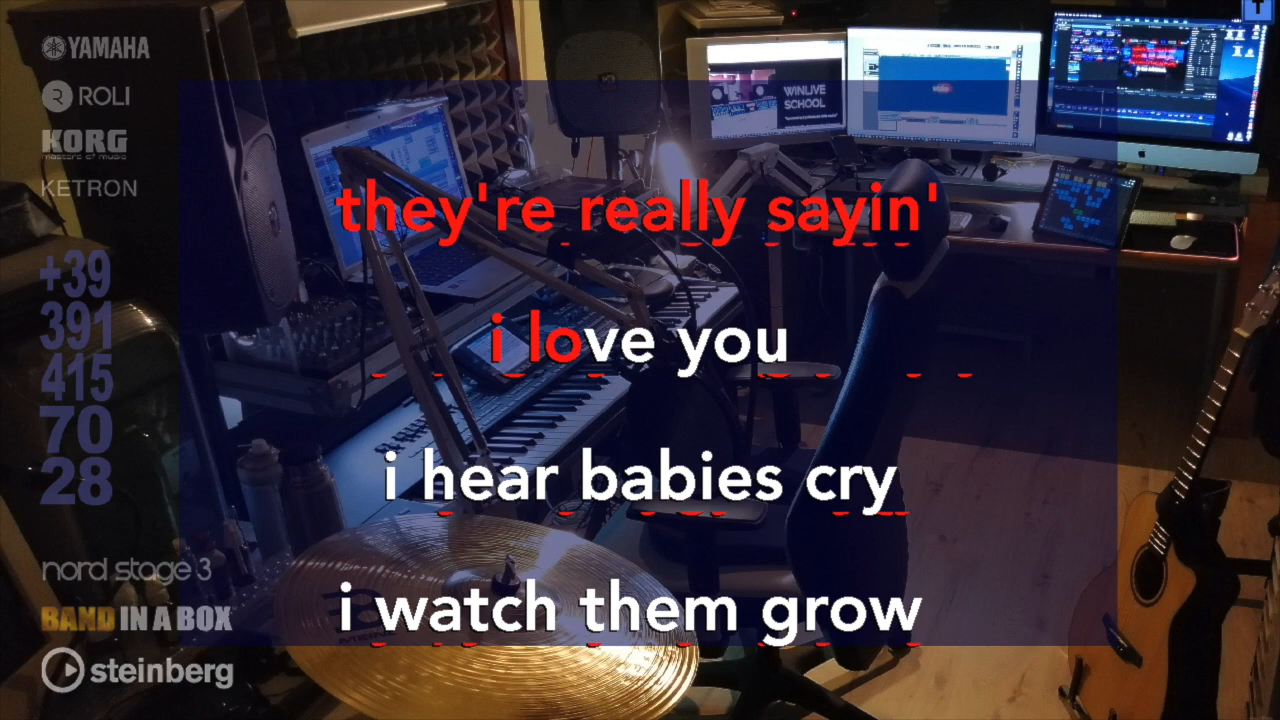 YAMAHA
ROLI
KORG
masters of music
KETRON
+39
391
415
70
28
nord stage 3
BAND IN A BOX
steinberg
WINLIVE
SCHOOL
they're really sayin'
i love you
i hear babies cry
i watch them grow